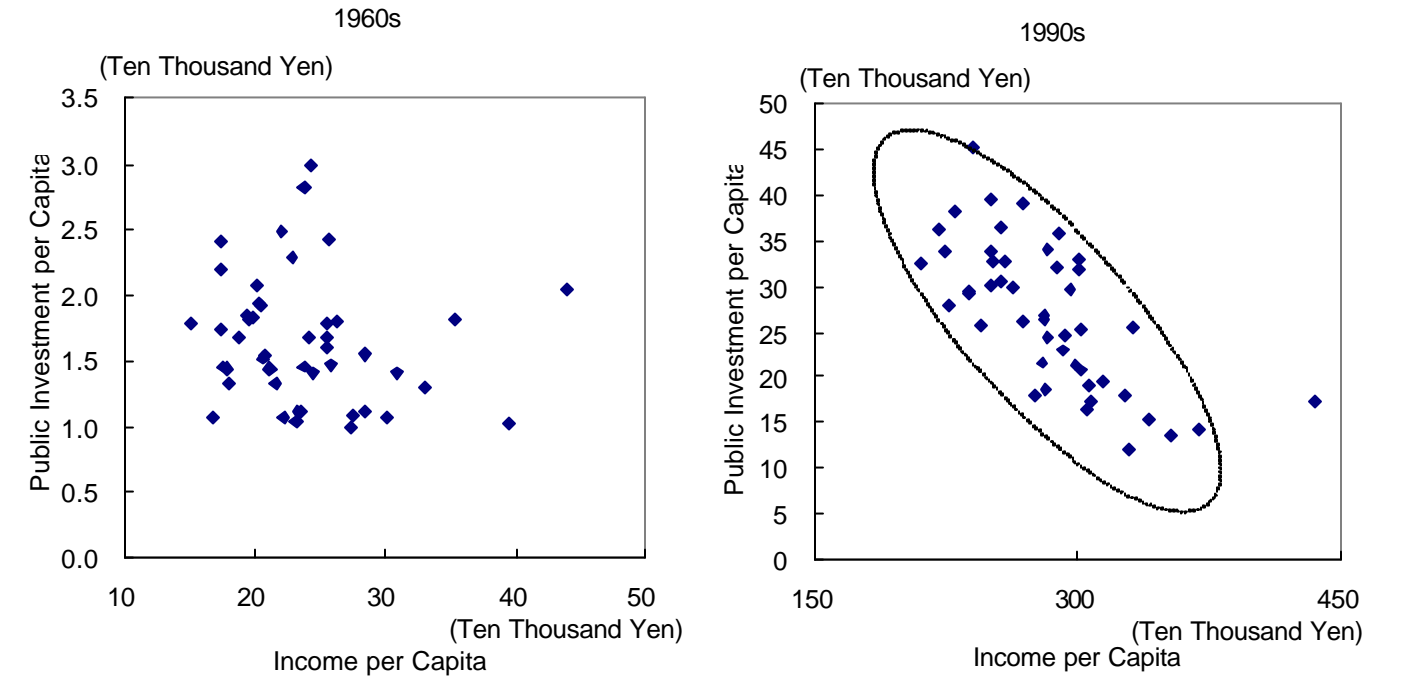 1960s
(Ten Thousand Yen)
Public Investment per Capita
3.5
3.0
2.5
2.0
1.5
1.0
0.5
0.0
10 20 30 40 50
(Ten Thousand Yen)
Income per Capita
1990s
(Ten Thousand Yen)
Public Investment per Capita
50
45
40
35
30
25
20
15
10
5
0
150 300 450
(Ten Thousand Yen)
Income per Capita